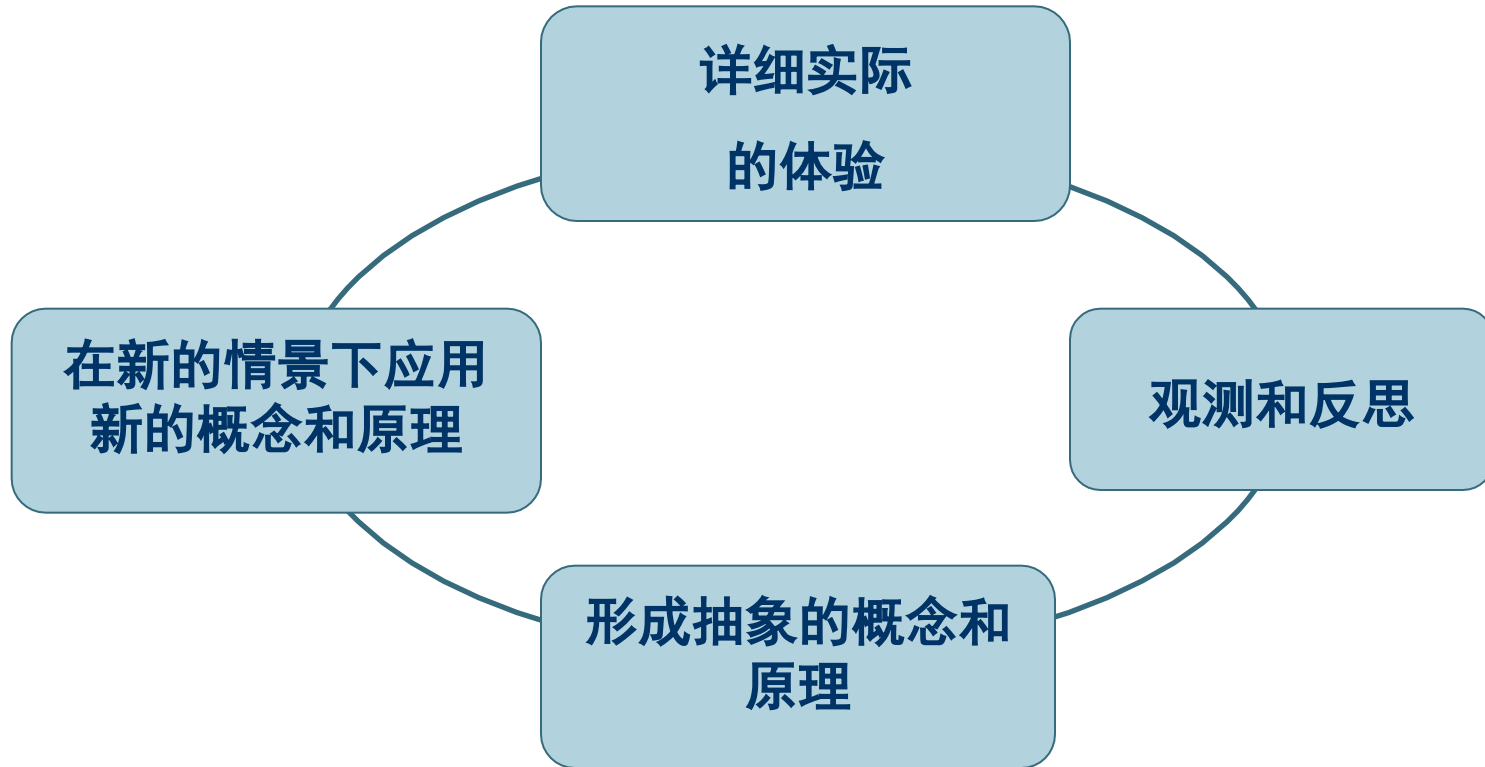 详细实际
的体验
在新的情景下应用
新的概念和原理
观测和反思
形成抽象的概念和
原理